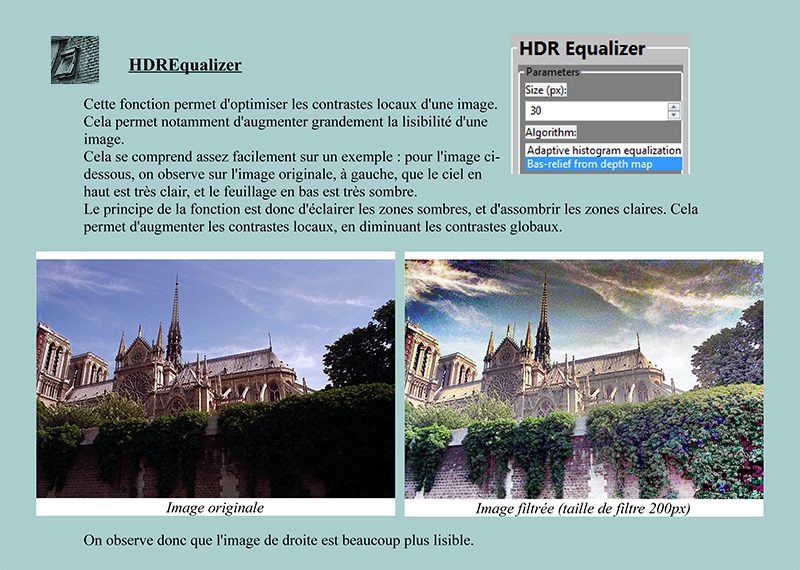 HDREqualizer
HDR Equalizer
Parameters
Size (px):
30
Algorithm:
Adaptive histogram equalization
Bas-relief from depth map
Cette fonction permet d'optimiser les contrastes locaux d'une image.
Cela permet notamment d'augmenter grandement la lisibilité d'une
image.
Cela se comprend assez facilement sur un exemple : pour l'image ci-
dessous, on observe sur l'image originale, à gauche, que le ciel en
haut est très clair, et le feuillage en bas est très sombre.
Le principe de la fonction est donc d'éclairer les zones sombres, et d'assombrir les zones claires. Cela
permet d'augmenter les contrastes locaux, en diminuant les contrastes globaux.
Image originale
Image filtrée (taille de filtre 200px)
On observe donc que l'image de droite est beaucoup plus lisible.